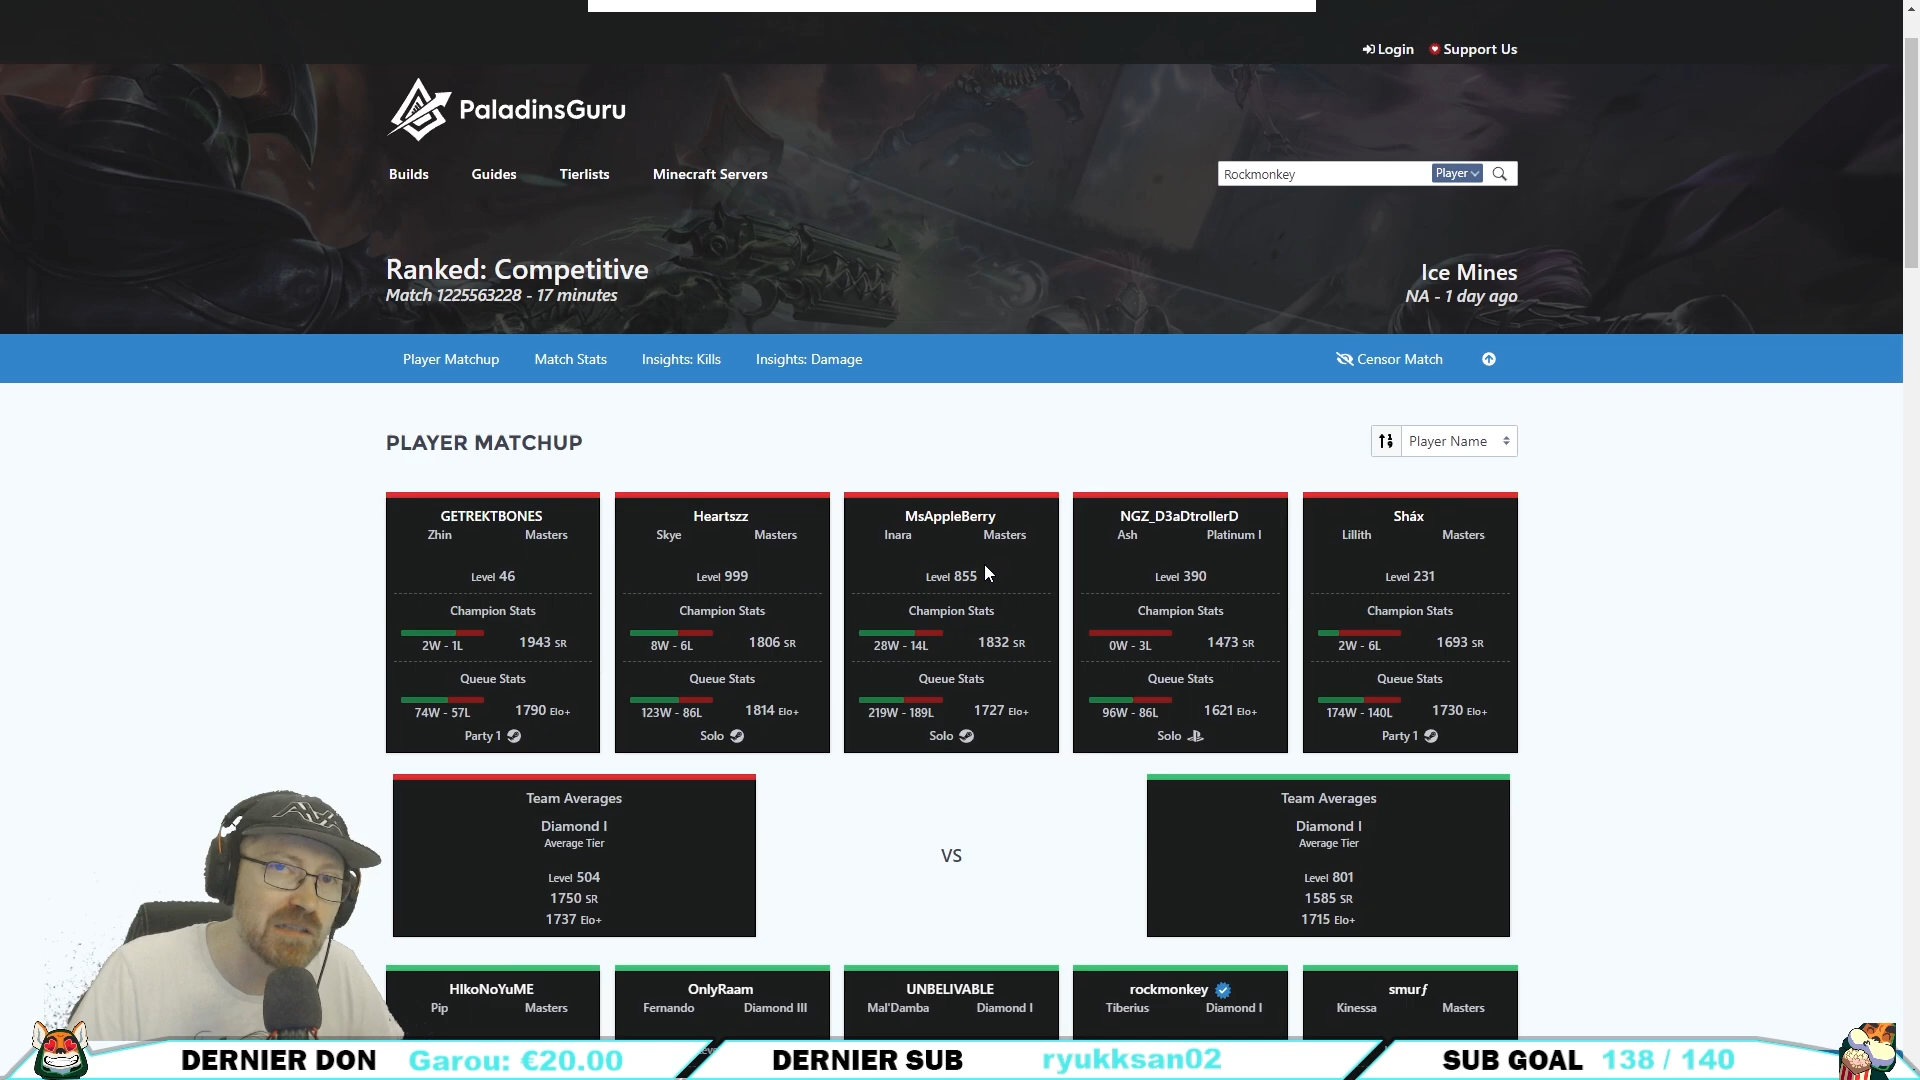 Login Support Us
PaladinsGuru
Builds Guides Tierlists Minecraft Servers
Rockmonkey Player
Ranked: Competitive
Match 1225563228 - 17 minutes
Ice Mines
NA - 1 day ago
Player Matchup Match Stats Insights: Kills Insights: Damage Censor Match
PLAYER MATCHUP
Player Name
GETREKTBONES
Zhin Masters
Level 46
Champion Stats
2W - 1L 1943 SR
Queue Stats
74W - 57L 1790 Elo+
Party 1
Heartszz
Skye Masters
Level 999
Champion Stats
8W - 6L 1806 SR
Queue Stats
123W - 86L 1814 Elo+
Solo
MsAppleBerry
Inara Masters
Level 855
Champion Stats
28W - 14L 1832 SR
Queue Stats
219W - 189L 1727 Elo+
Solo
NGZ_D3aDtrollerD
Ash Platinum I
Level 390
Champion Stats
0W - 3L 1473 SR
Queue Stats
96W - 86L 1621 Elo+
Solo
Sháx
Lillith Masters
Level 231
Champion Stats
2W - 6L 1693 SR
Queue Stats
174W - 140L 1730 Elo+
Party 1
Team Averages
Diamond I
Average Tier
Level 504
1750 SR
1737 Elo+
VS
Team Averages
Diamond I
Average Tier
Level 801
1585 SR
1715 Elo+
HIkoNoYuME
Pip Masters
OnlyRaam
Fernando Diamond III
UNBELIVABLE
Mal'Damba Diamond I
rockmonkey
Tiberius Diamond I
smurƒ
Kinessa Masters
DERNIER DON Garou: €20.00 DERNIER SUB ryukksan02 SUB GOAL 138 / 140